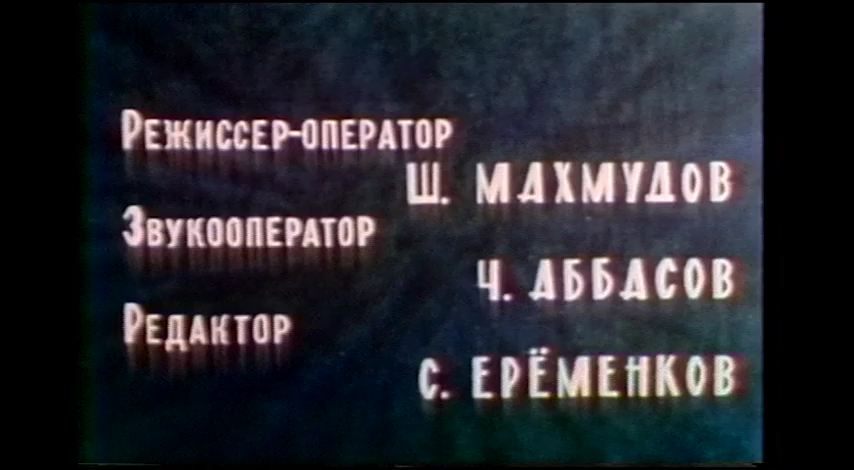 Режиссер-оператор
Ш. МАХМУДОВ
Звукооператор
Ч. АББАСОВ
Редактор
С. ЕРЁМЕНКОВ